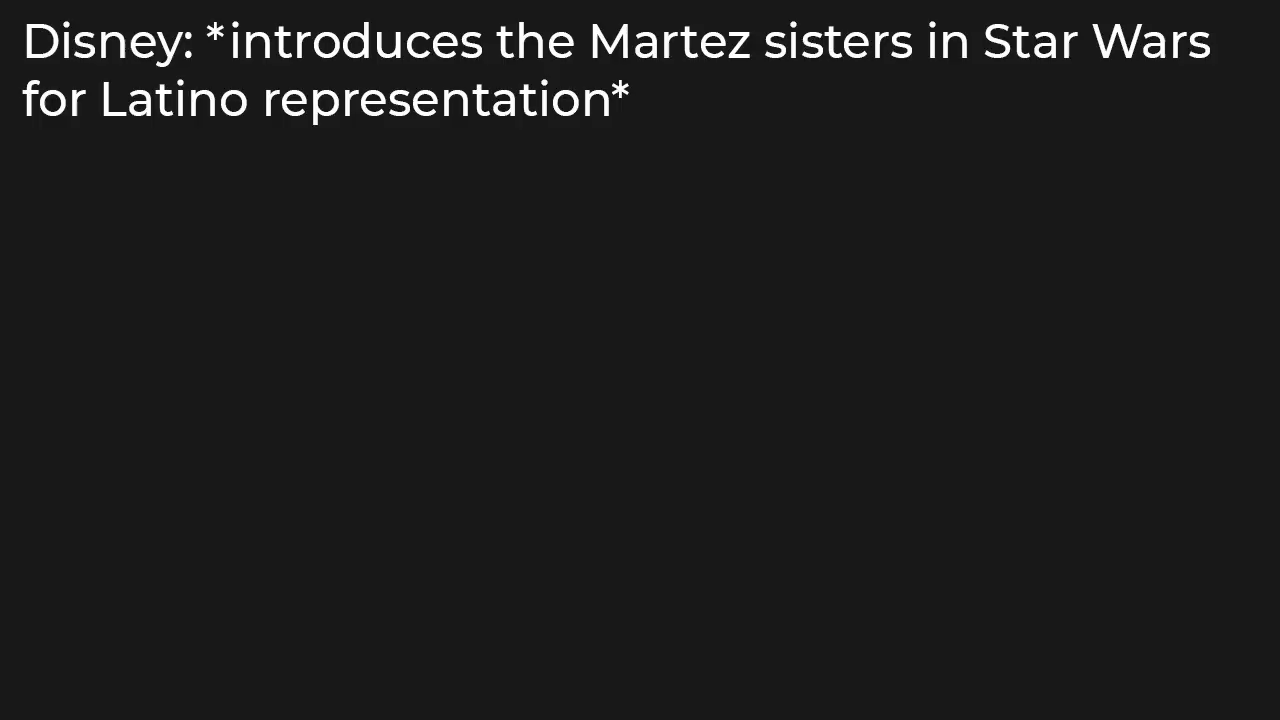 Disney: *introduces the Martez sisters in Star Wars
for Latino representation*